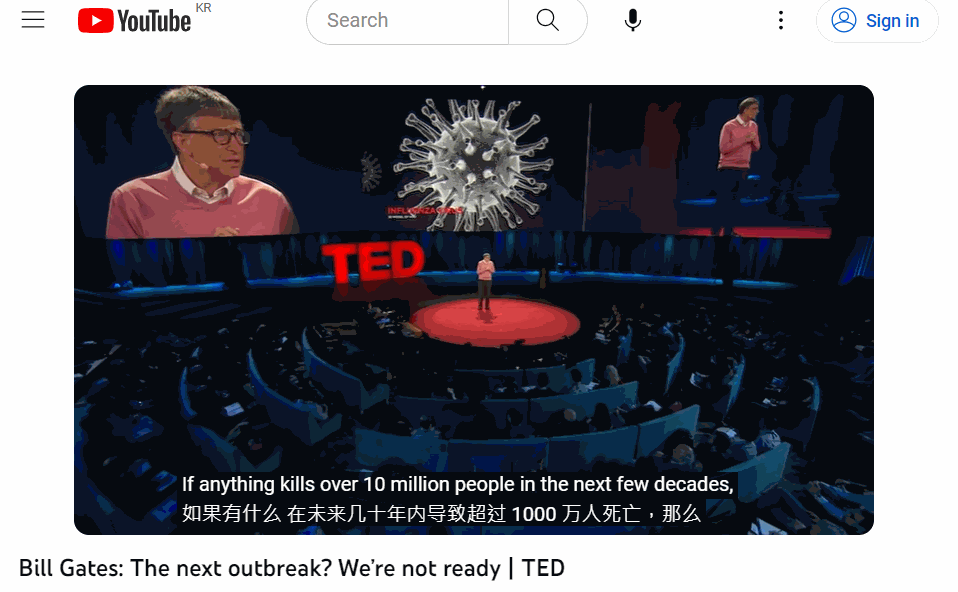 YouTube KR
Search
Sign in
TED
If anything kills over 10 million people in the next few decades,
如果有什么 在未来几十年内导致超过 1000 万人死亡，那么
Bill Gates: The next outbreak? We’re not ready | TED